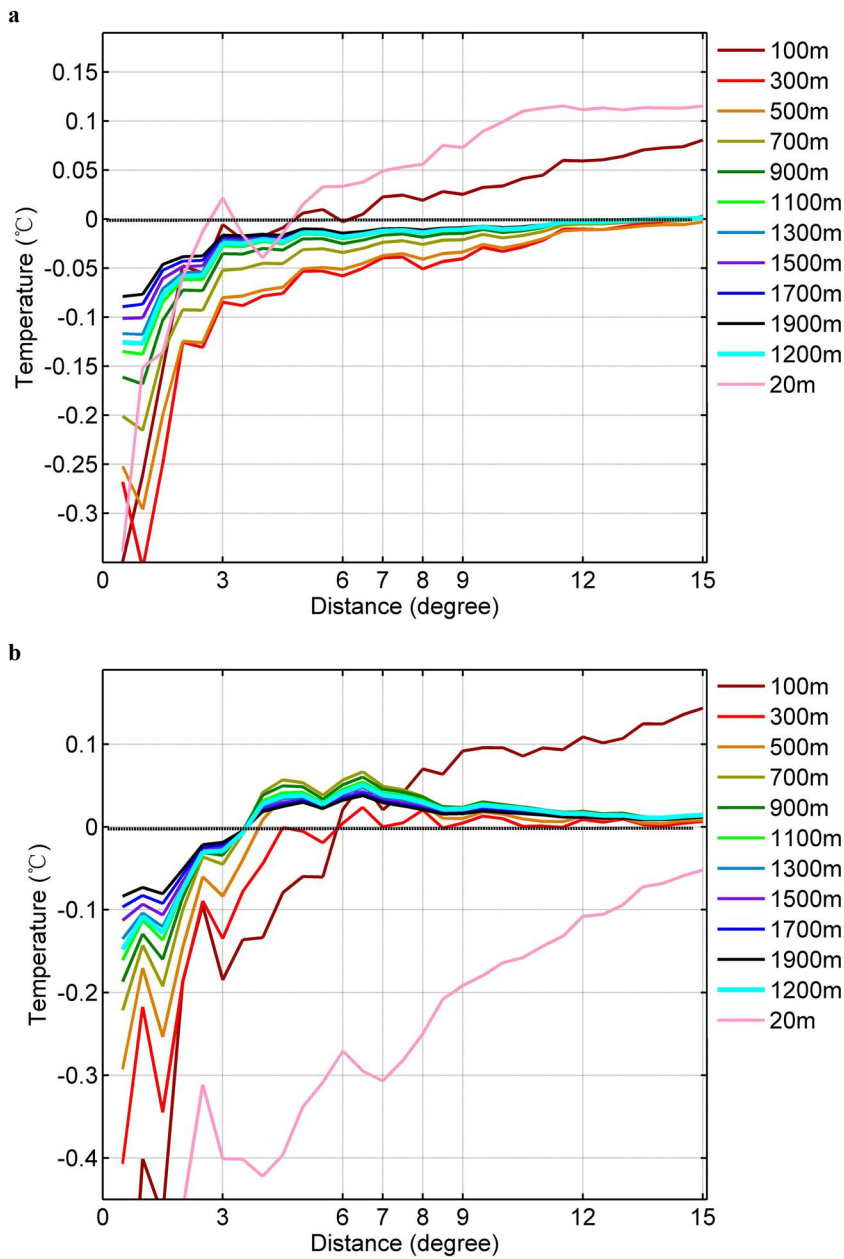 a
Temperature (℃)
0.15
0.1
0.05
0
-0.05
-0.1
-0.15
-0.2
-0.25
-0.3
0 3 6 7 8 9 12 15
Distance (degree)
100m
300m
500m
700m
900m
1100m
1300m
1500m
1700m
1900m
1200m
20m
b
Temperature (℃)
0.1
0
-0.1
-0.2
-0.3
-0.4
0 3 6 7 8 9 12 15
Distance (degree)
100m
300m
500m
700m
900m
1100m
1300m
1500m
1700m
1900m
1200m
20m